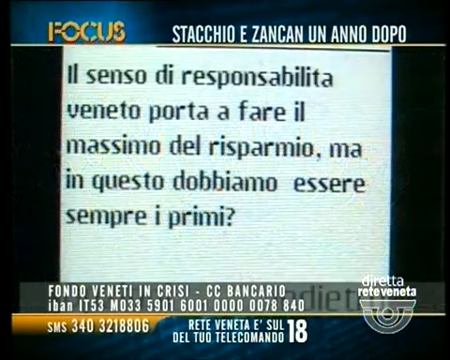 FOCUS
STACCHIO E ZANCAN UN ANNO DOPO
Il senso di responsabilita
veneto porta a fare il
massimo del risparmio, ma
in questo dobbiamo essere
sempre i primi?
diretta
reteveneta
FONDO VENETI IN CRISI - CC BANCARIO
iban IT53 M033 5901 6001 0000 0078 840
SMS 340 3218806
RETE VENETA E' SUL
DEL TUO TELECOMANDO 18